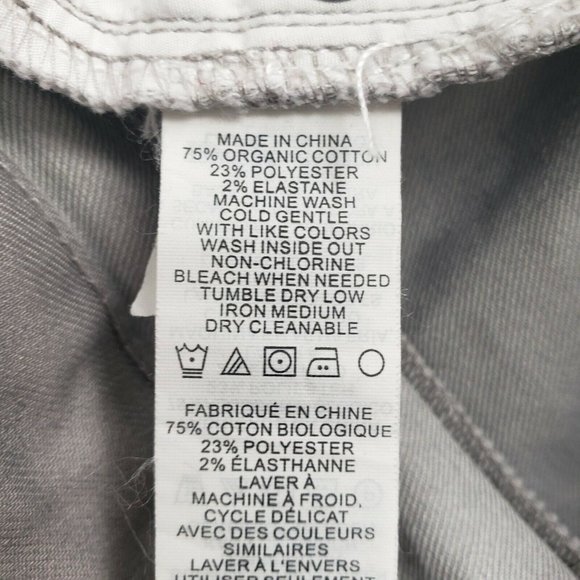 MADE IN CHINA
75% ORGANIC COTTON
23% POLYESTER
2% ELASTANE
MACHINE WASH
COLD GENTLE
WITH LIKE COLORS
WASH INSIDE OUT
NON-CHLORINE
BLEACH WHEN NEEDED
TUMBLE DRY LOW
IRON MEDIUM
DRY CLEANABLE
FABRIQUÉ EN CHINE
75% COTON BIOLOGIQUE
23% POLYESTER
2% ÉLASTHANNE
LAVER À
MACHINE À FROID,
CYCLE DÉLICAT
AVEC DES COULEURS
SIMILAIRES
LAVER À L'ENVERS
UTILISER SEULEMENT